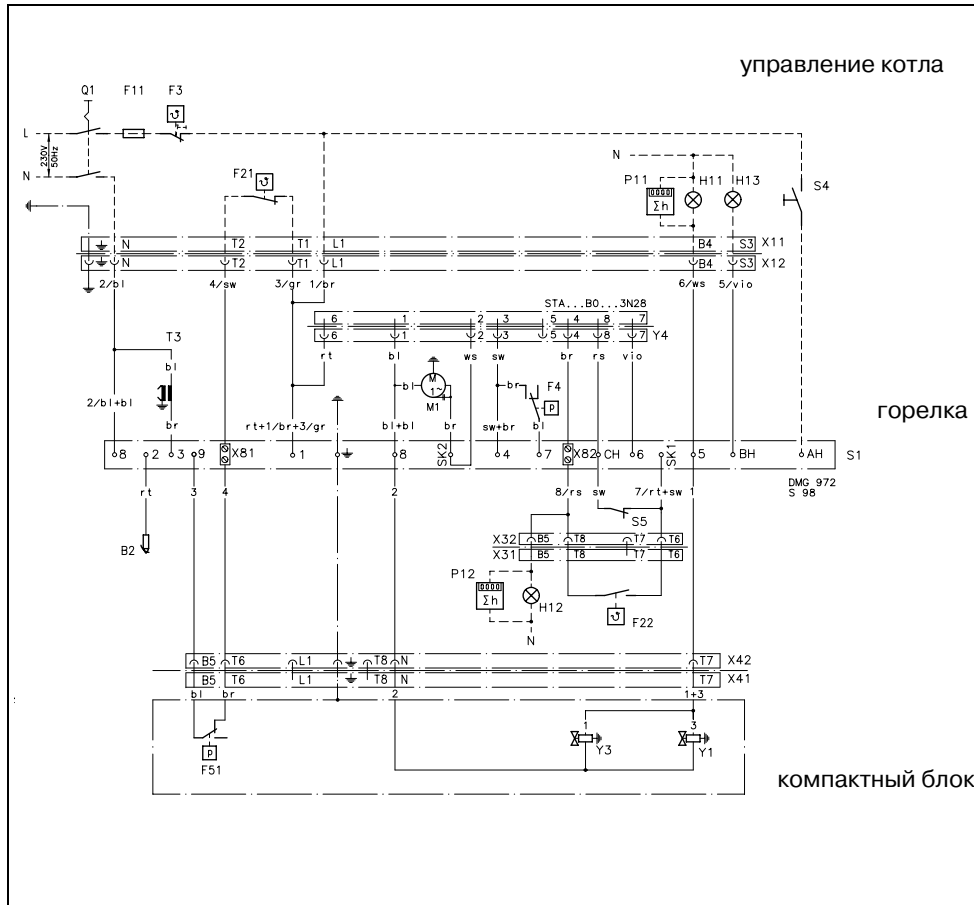 управление котла
Q1 F11 F3
L
230V
50Hz
N
F21
N
P11 H11 H13
Σh
S4
N T2 T1 L1 B4 S3 X11
N T2 T1 L1 B4 S3 X12
2/bl 4/sw 3/gr 1/br 6/ws 5/vio
STA...B0...3N28
6 1 2 3 5 4 8 7
6 1 2 3 5 4 8 7 Y4
rt bl ws sw br rs vio
T3
bl
M
1~
M1
bl
br F4
p
горелка
2/bl+bl
br rt+1/br+3/gr bl+bl br sw+br bl
8 2 3 9 X81 1 8 SK2 4 7 X82 CH 6 SK1 5 BH AH S1
DMG 972
S 98
rt 3 4 2 8/rs sw 7/rt+sw 1
S5
B2
X32 B5 T8 T7 T6
X31 B5 T8 T7 T6
P12
Σh
H12
F22
N
B5 T6 L1 T8 N T7 X42
B5 T6 L1 T8 N T7 X41
bl br 2 1+3
1 3
Y3 Y1
p
F51
компактный блок